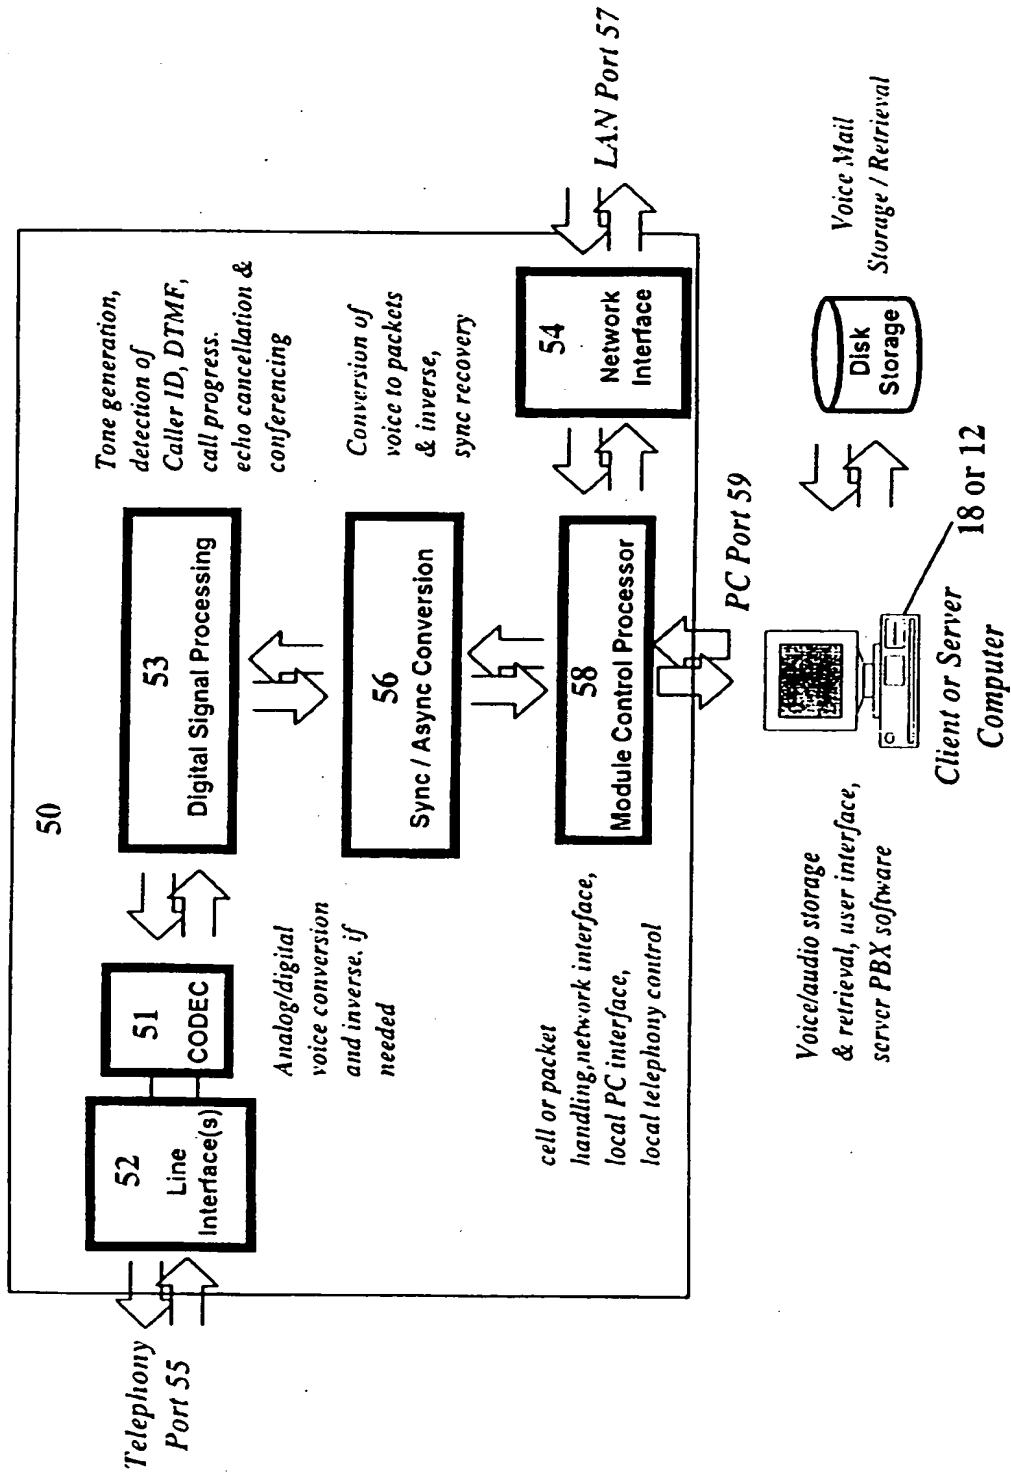 50
Telephony
Port 55
52
Line
Interface(s)
51
CODEC
Analog/digital
voice conversion
and inverse, if
needed
53
Digital Signal Processing
Tone generation,
detection of
Caller ID, DTMF,
call progress.
echo cancellation &
conferencing
56
Sync / Async Conversion
Conversion of
voice to packets
& inverse,
sync recovery
cell or packet
handling,network interface,
local PC interface,
local telephony control
58
Module Control Processor
54
Network
Interface
LAN Port 57
PC Port 59
Voice/audio storage
& retrieval, user interface,
server PBX software
Client or Server
Computer
18 or 12
Disk
Storage
Voice Mail
Storage / Retrieval